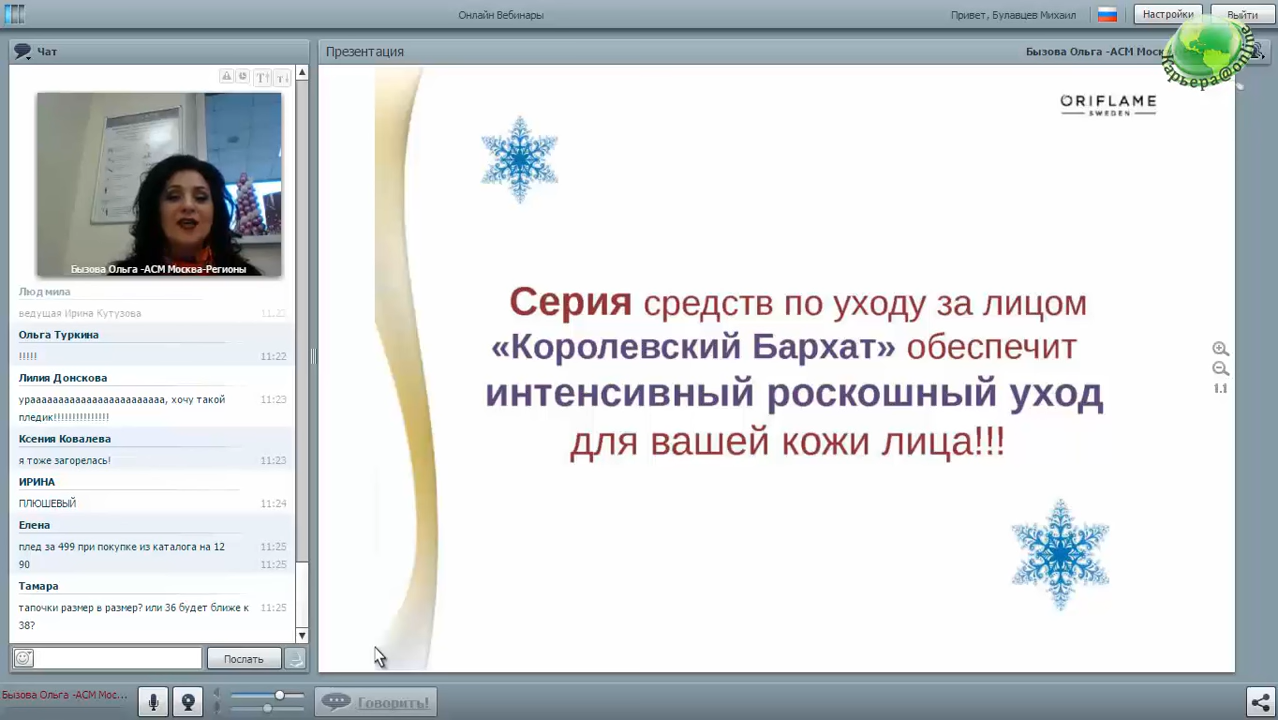 Онлайн Вебинары
Привет, Булавцев Михаил
Настройки
Выйти
Чат
Презентация
Бызова Ольга -АСМ Моск
Карьера@online
ORIFLAME
SWEDEN
Бызова Ольга -АСМ Москва-Регионы
Людмила
ведущая Ирина Кутузова
Ольга Туркина
!!!!! 11:22
Лилия Донскова
урааааааааааааааааааааааа, хочу такой 11:23
пледик!!!!!!!!!!!!!!!
Ксения Ковалева
я тоже загорелась! 11:23
ИРИНА
ПЛЮШЕВЫЙ 11:24
Елена
плед за 499 при покупке из каталога на 12 11:25
90 11:25
Тамара
тапочки размер в размер? или 36 будет ближе к 11:25
38?
Послать
Серия средств по уходу за лицом
«Королевский Бархат» обеспечит
интенсивный роскошный уход
для вашей кожи лица!!!
1.1
Бызова Ольга -АСМ Мос...
Говорить!